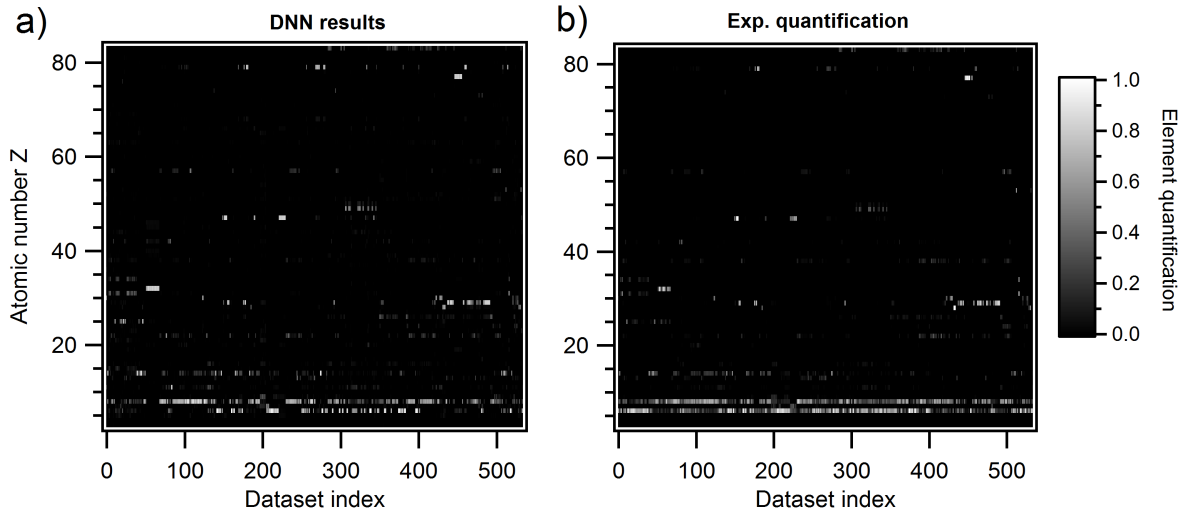 a)
DNN results
b)
Exp. quantification
80
60
40
20
Atomic number Z
0 100 200 300 400 500
Dataset index
80
60
40
20
0 100 200 300 400 500
Dataset index
1.0
0.8
0.6
0.4
0.2
0.0
Element quantification